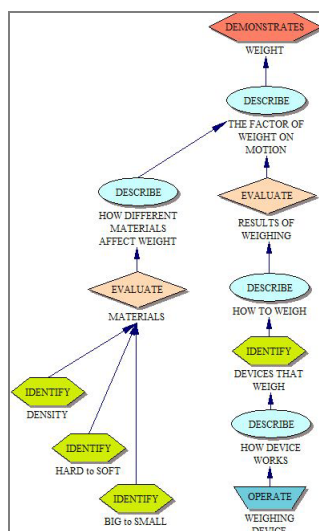 DEMONSTRATES
WEIGHT
DESCRIBE
THE FACTOR OF
WEIGHT ON
MOTION
DESCRIBE
HOW DIFFERENT
MATERIALS
AFFECT WEIGHT
EVALUATE
RESULTS OF
WEIGHING
EVALUATE
MATERIALS
DESCRIBE
HOW TO WEIGH
IDENTIFY
DEVICES THAT
WEIGH
IDENTIFY
DENSITY
DESCRIBE
HOW DEVICE
WORKS
IDENTIFY
HARD to SOFT
IDENTIFY
BIG to SMALL
OPERATE
WEIGHING
DEVICE